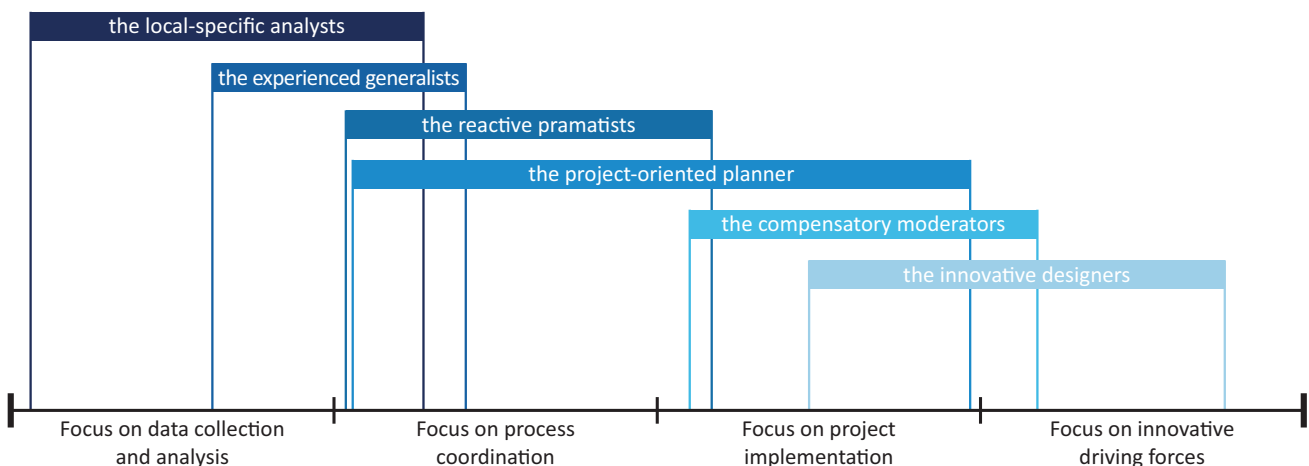 the local-specific analysts
the experienced generalists
the reactive pramatists
the project-oriented planner
the compensatory moderators
the innovative designers
Focus on data collection
and analysis
Focus on process
coordination
Focus on project
implementation
Focus on innovative
driving forces